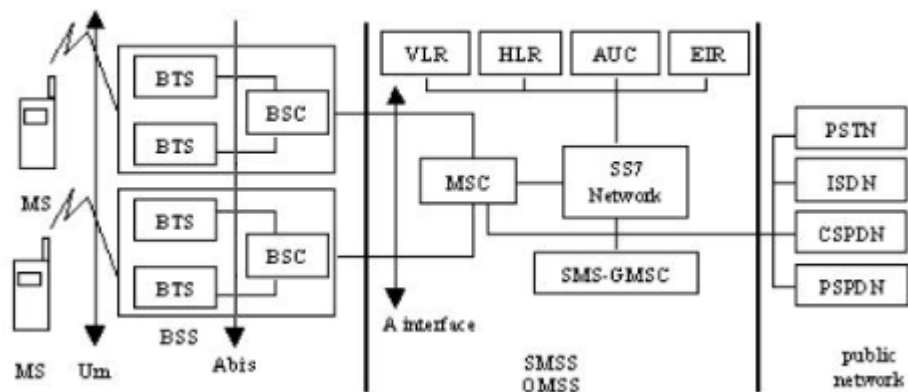 VLR
HLR
AUC
EIR
BTS
BSC
BTS
PSTN
MS
MSC
SS7
Network
ISDN
BTS
BSC
CSPDN
BTS
SMS-GMSC
PSPDN
BSS
A interface
MS
Um
Abis
SMSS
OMSS
public
network